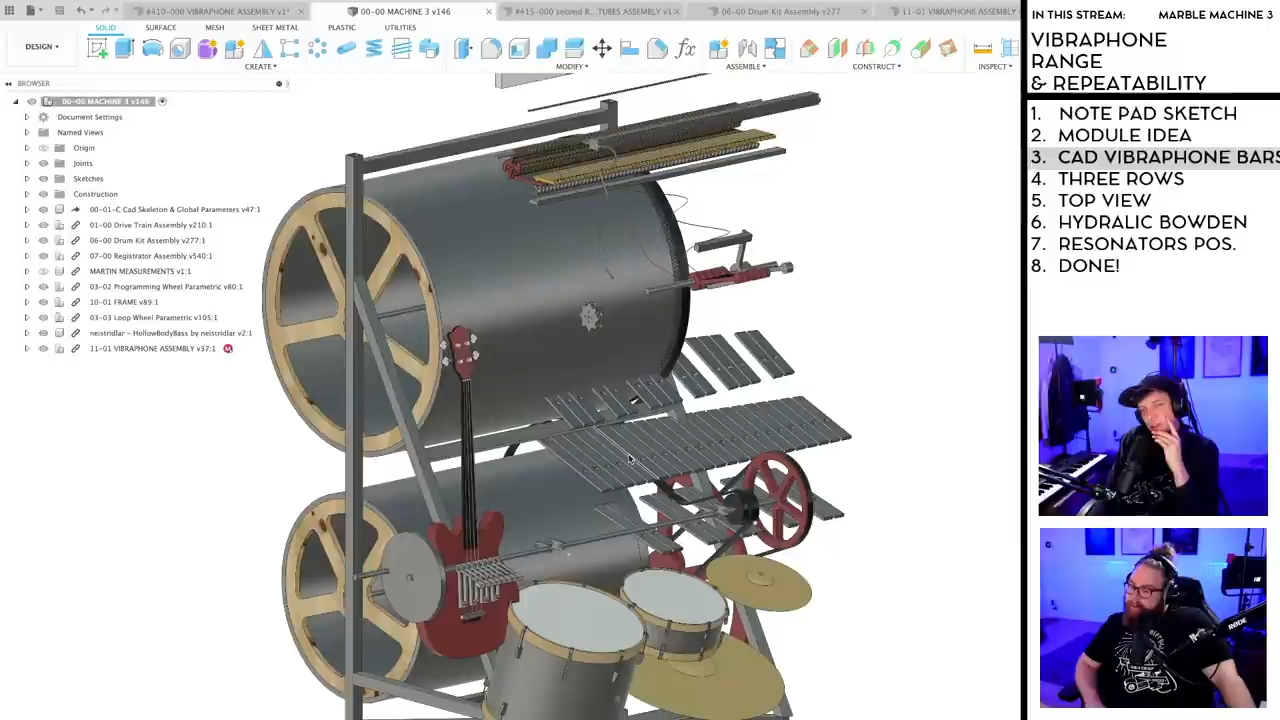 #410-000 VIBRAPHONE ASSEMBLY v1*
00-00 MACHINE 3 v146
#415-000 second R...TUBES ASSEMBLY v1
06-00 Drum Kit Assembly v277
11-01 VIBRAPHONE ASSEMBLY v37
SOLID
SURFACE
MESH
SHEET METAL
PLASTIC
UTILITIES
DESIGN
CREATE
MODIFY
ASSEMBLE
CONSTRUCT
INSPECT
BROWSER
00-00 MACHINE 3 v146
Document Settings
Named Views
Origin
Joints
Sketches
Construction
00-01-C Cad Skeleton & Global Parameters v47:1
01-00 Drive Train Assembly v210:1
06-00 Drum Kit Assembly v277:1
07-00 Registrator Assembly v540:1
MARTIN MEASUREMENTS v1:1
03-02 Programming Wheel Parametric v80:1
10-01 FRAME v89:1
03-03 Loop Wheel Parametric v105:1
neistridlar - HollowBodyBass by neistridlar v2:1
11-01 VIBRAPHONE ASSEMBLY v37:1
IN THIS STREAM: MARBLE MACHINE 3
VIBRAPHONE
RANGE
& REPEATABILITY
1. NOTE PAD SKETCH
2. MODULE IDEA
3. CAD VIBRAPHONE BARS
4. THREE ROWS
5. TOP VIEW
6. HYDRALIC BOWDEN
7. RESONATORS POS.
8. DONE!
RODE